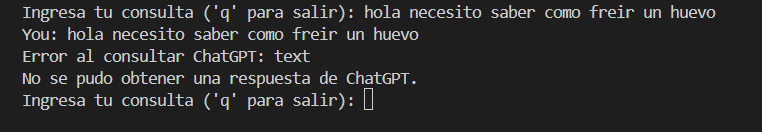 Ingresa tu consulta ('q' para salir): hola necesito saber como freir un huevo
You: hola necesito saber como freir un huevo
Error al consultar ChatGPT: text
No se pudo obtener una respuesta de ChatGPT.
Ingresa tu consulta ('q' para salir):